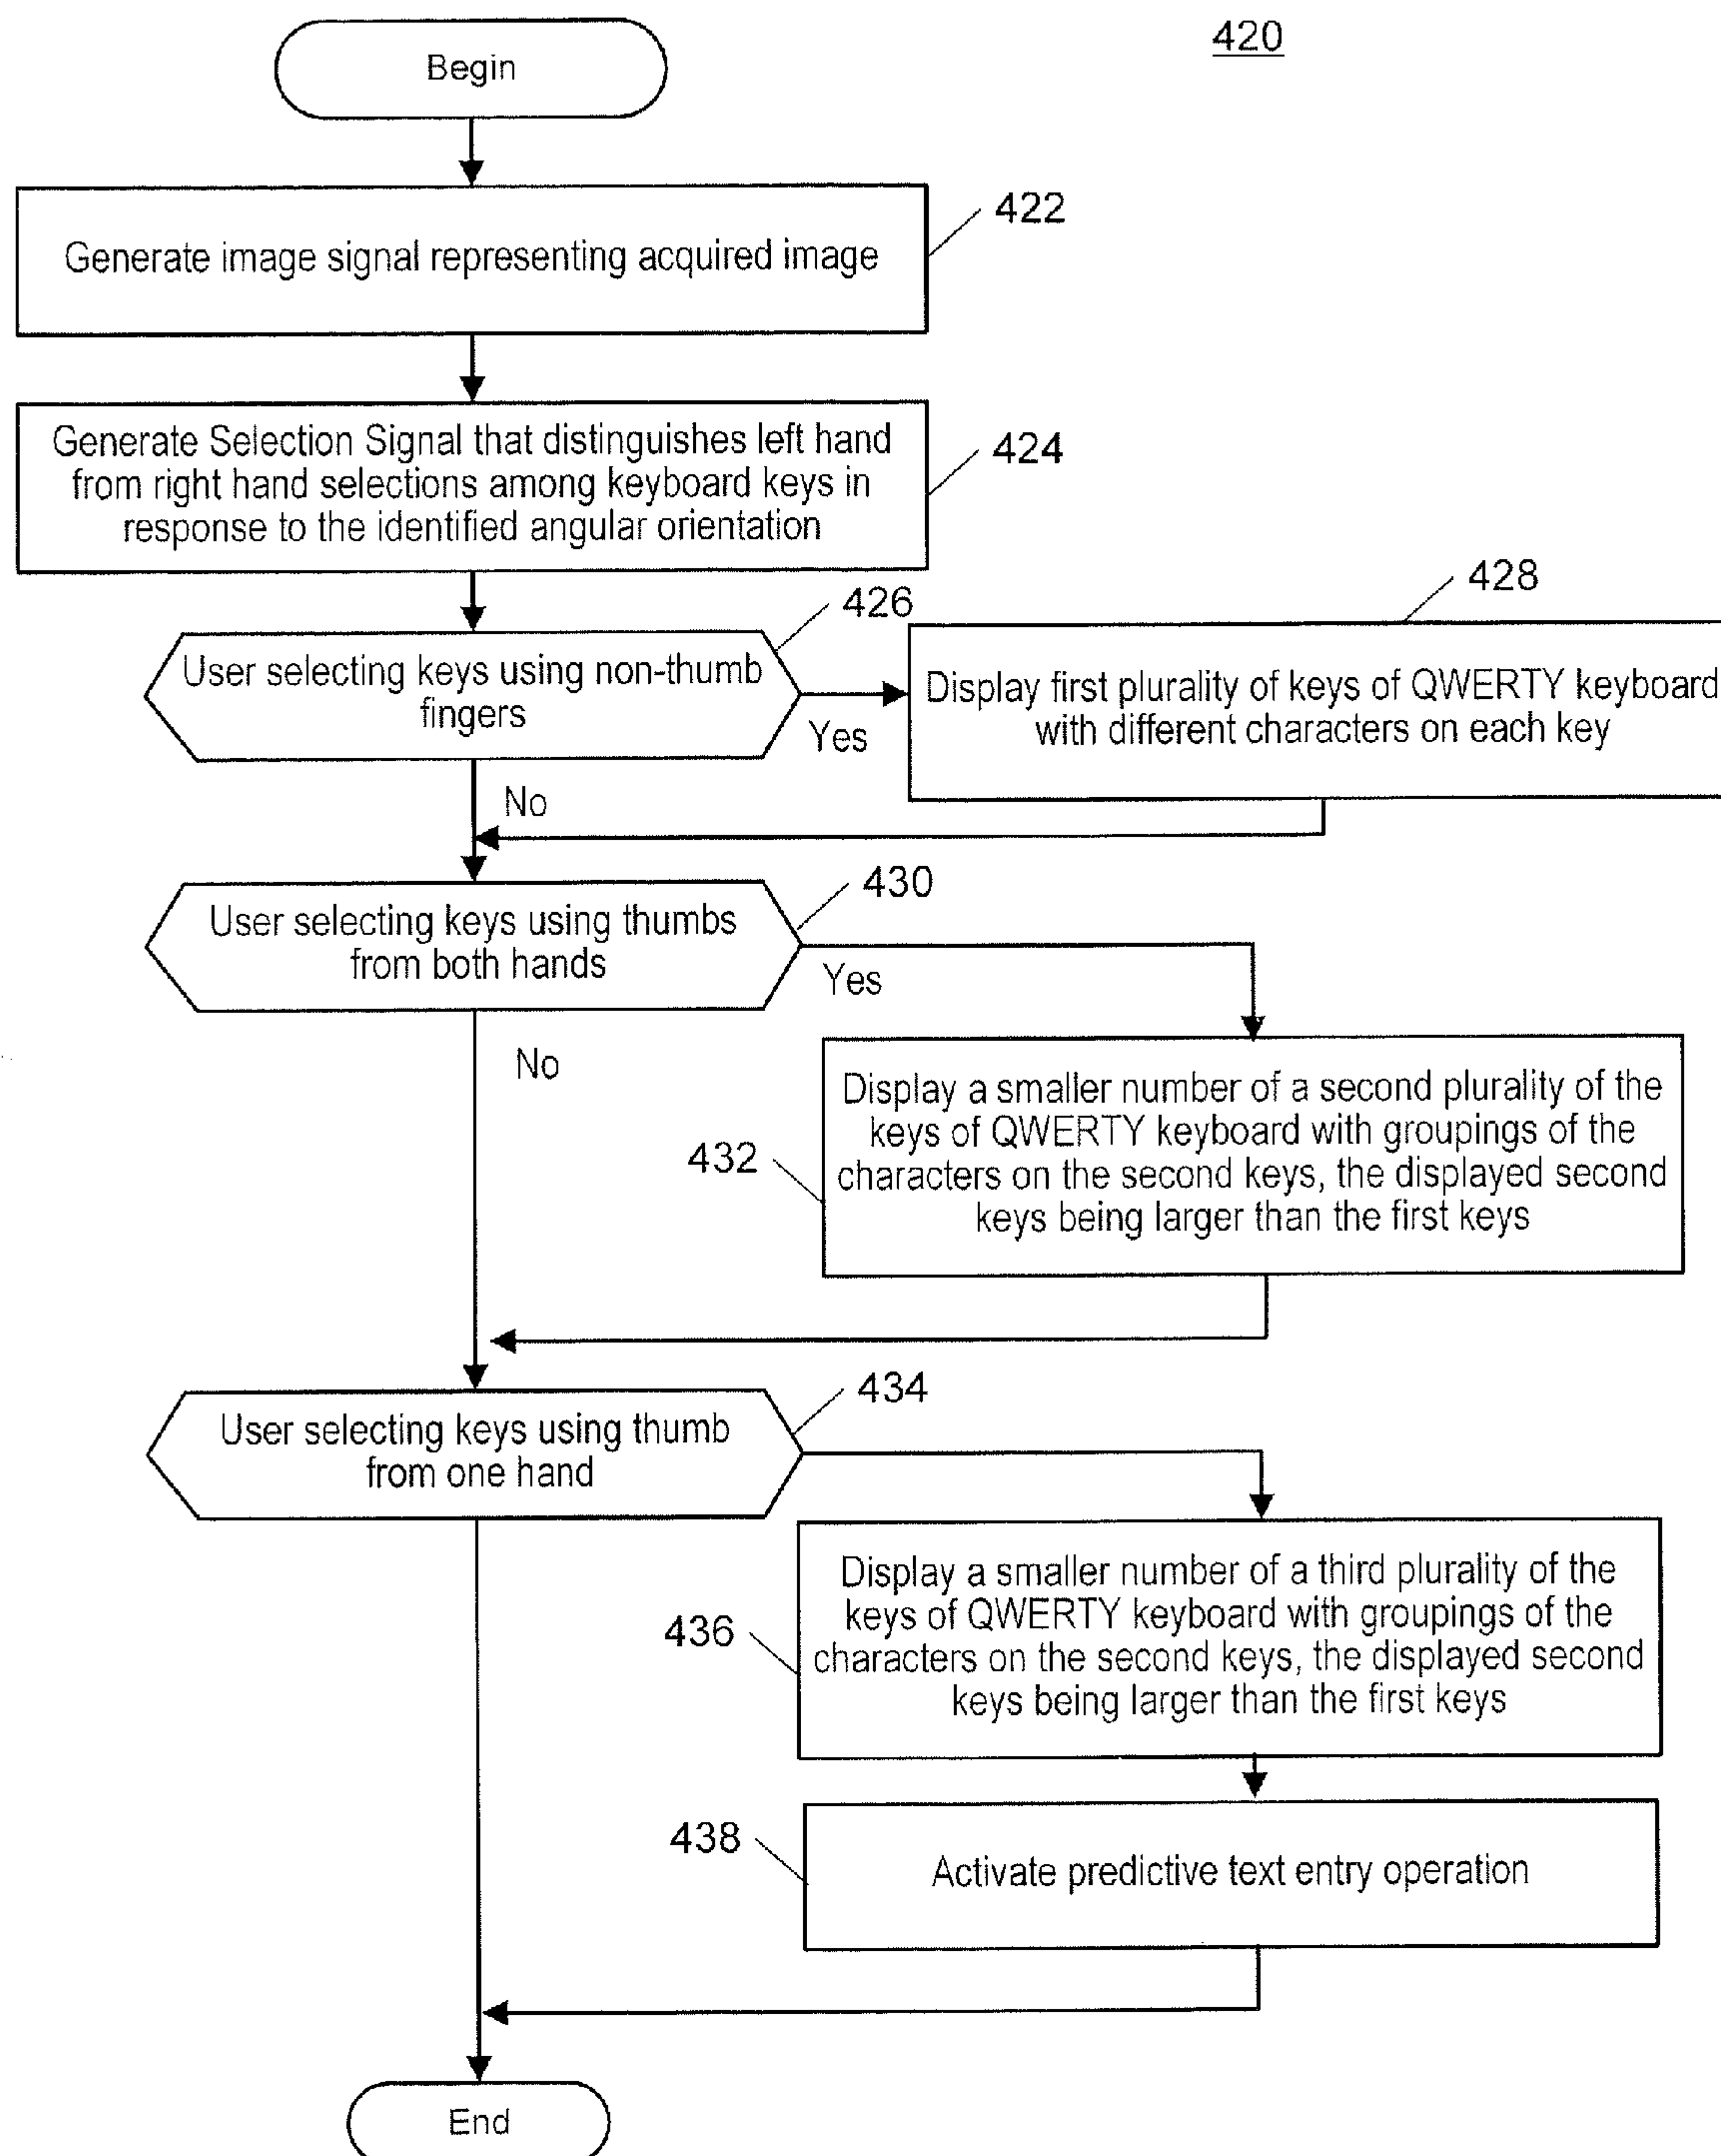 420
Begin
422
Generate image signal representing acquired image
424
Generate Selection Signal that distinguishes left hand
from right hand selections among keyboard keys in
response to the identified angular orientation
426
428
User selecting keys using non-thumb
fingers
Yes
Display first plurality of keys of QWERTY keyboard
with different characters on each key
No
430
User selecting keys using thumbs
from both hands
Yes
No
432
Display a smaller number of a second plurality of the
keys of QWERTY keyboard with groupings of the
characters on the second keys, the displayed second
keys being larger than the first keys
434
User selecting keys using thumb
from one hand
436
Display a smaller number of a third plurality of the
keys of QWERTY keyboard with groupings of the
characters on the second keys, the displayed second
keys being larger than the first keys
438
Activate predictive text entry operation
End